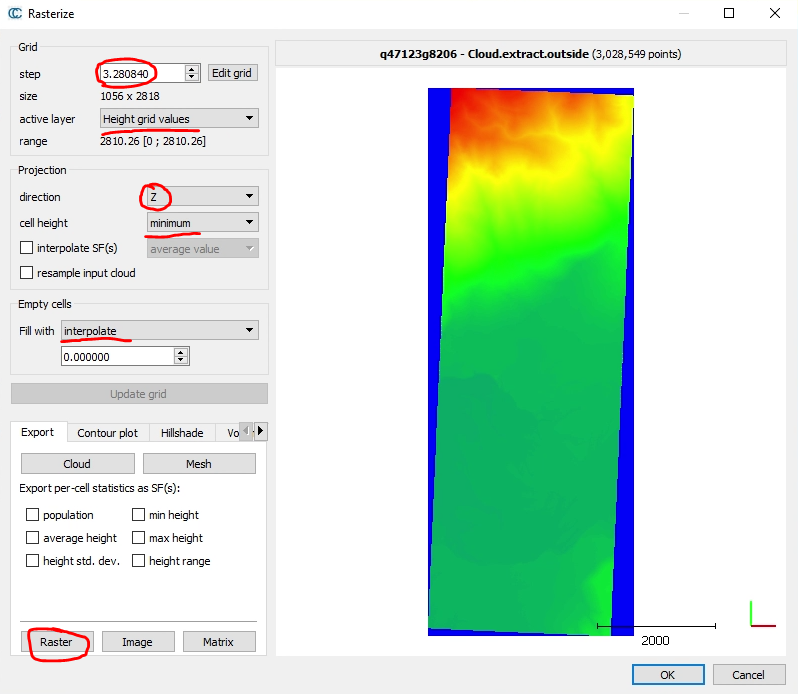 Rasterize
Grid
step 3.280840 Edit grid
size 1056 x 2818
active layer Height grid values
range 2810.26 [0 ; 2810.26]
Projection
direction Z
cell height minimum
interpolate SF(s) average value
resample input cloud
Empty cells
Fill with interpolate
0.000000
Update grid
Export Contour plot Hillshade Vo
Cloud Mesh
Export per-cell statistics as SF(s):
population min height
average height max height
height std. dev. height range
Raster Image Matrix
q47123g8206 - Cloud.extract.outside (3,028,549 points)
2000
OK Cancel